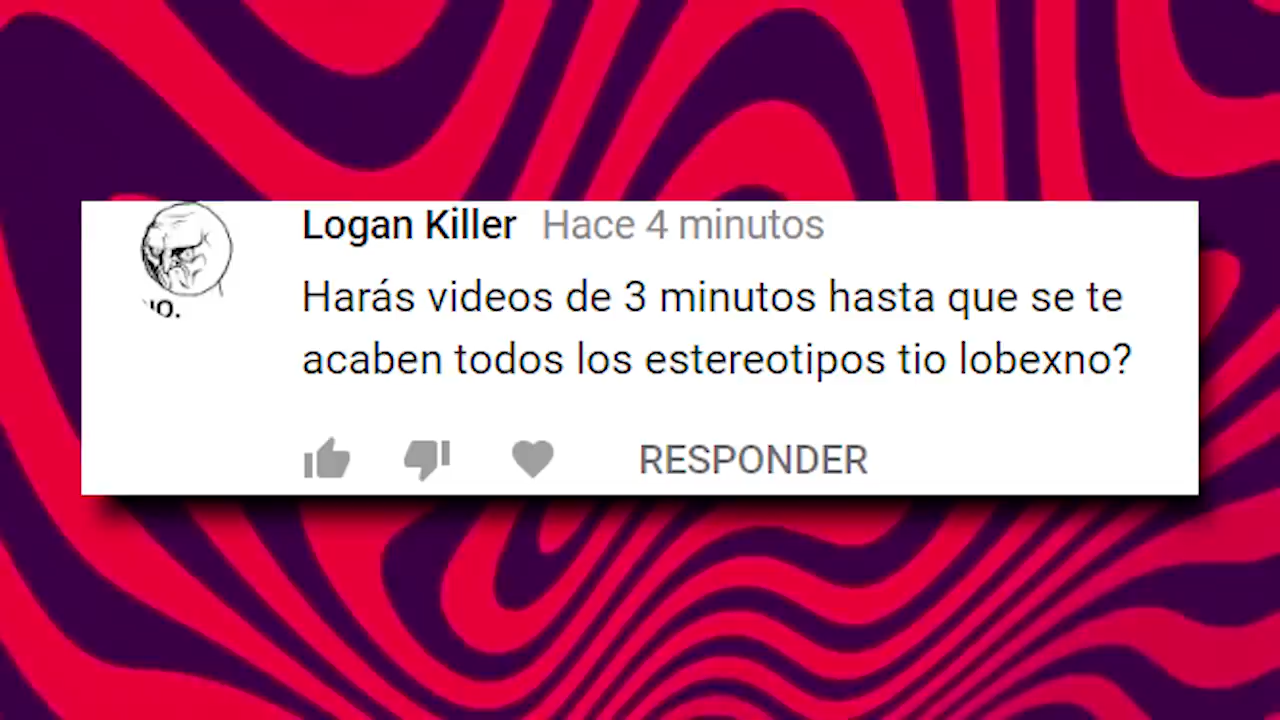 Logan Killer Hace 4 minutos
NO.
Harás videos de 3 minutos hasta que se te
acaben todos los estereotipos tio lobexno?
RESPONDER